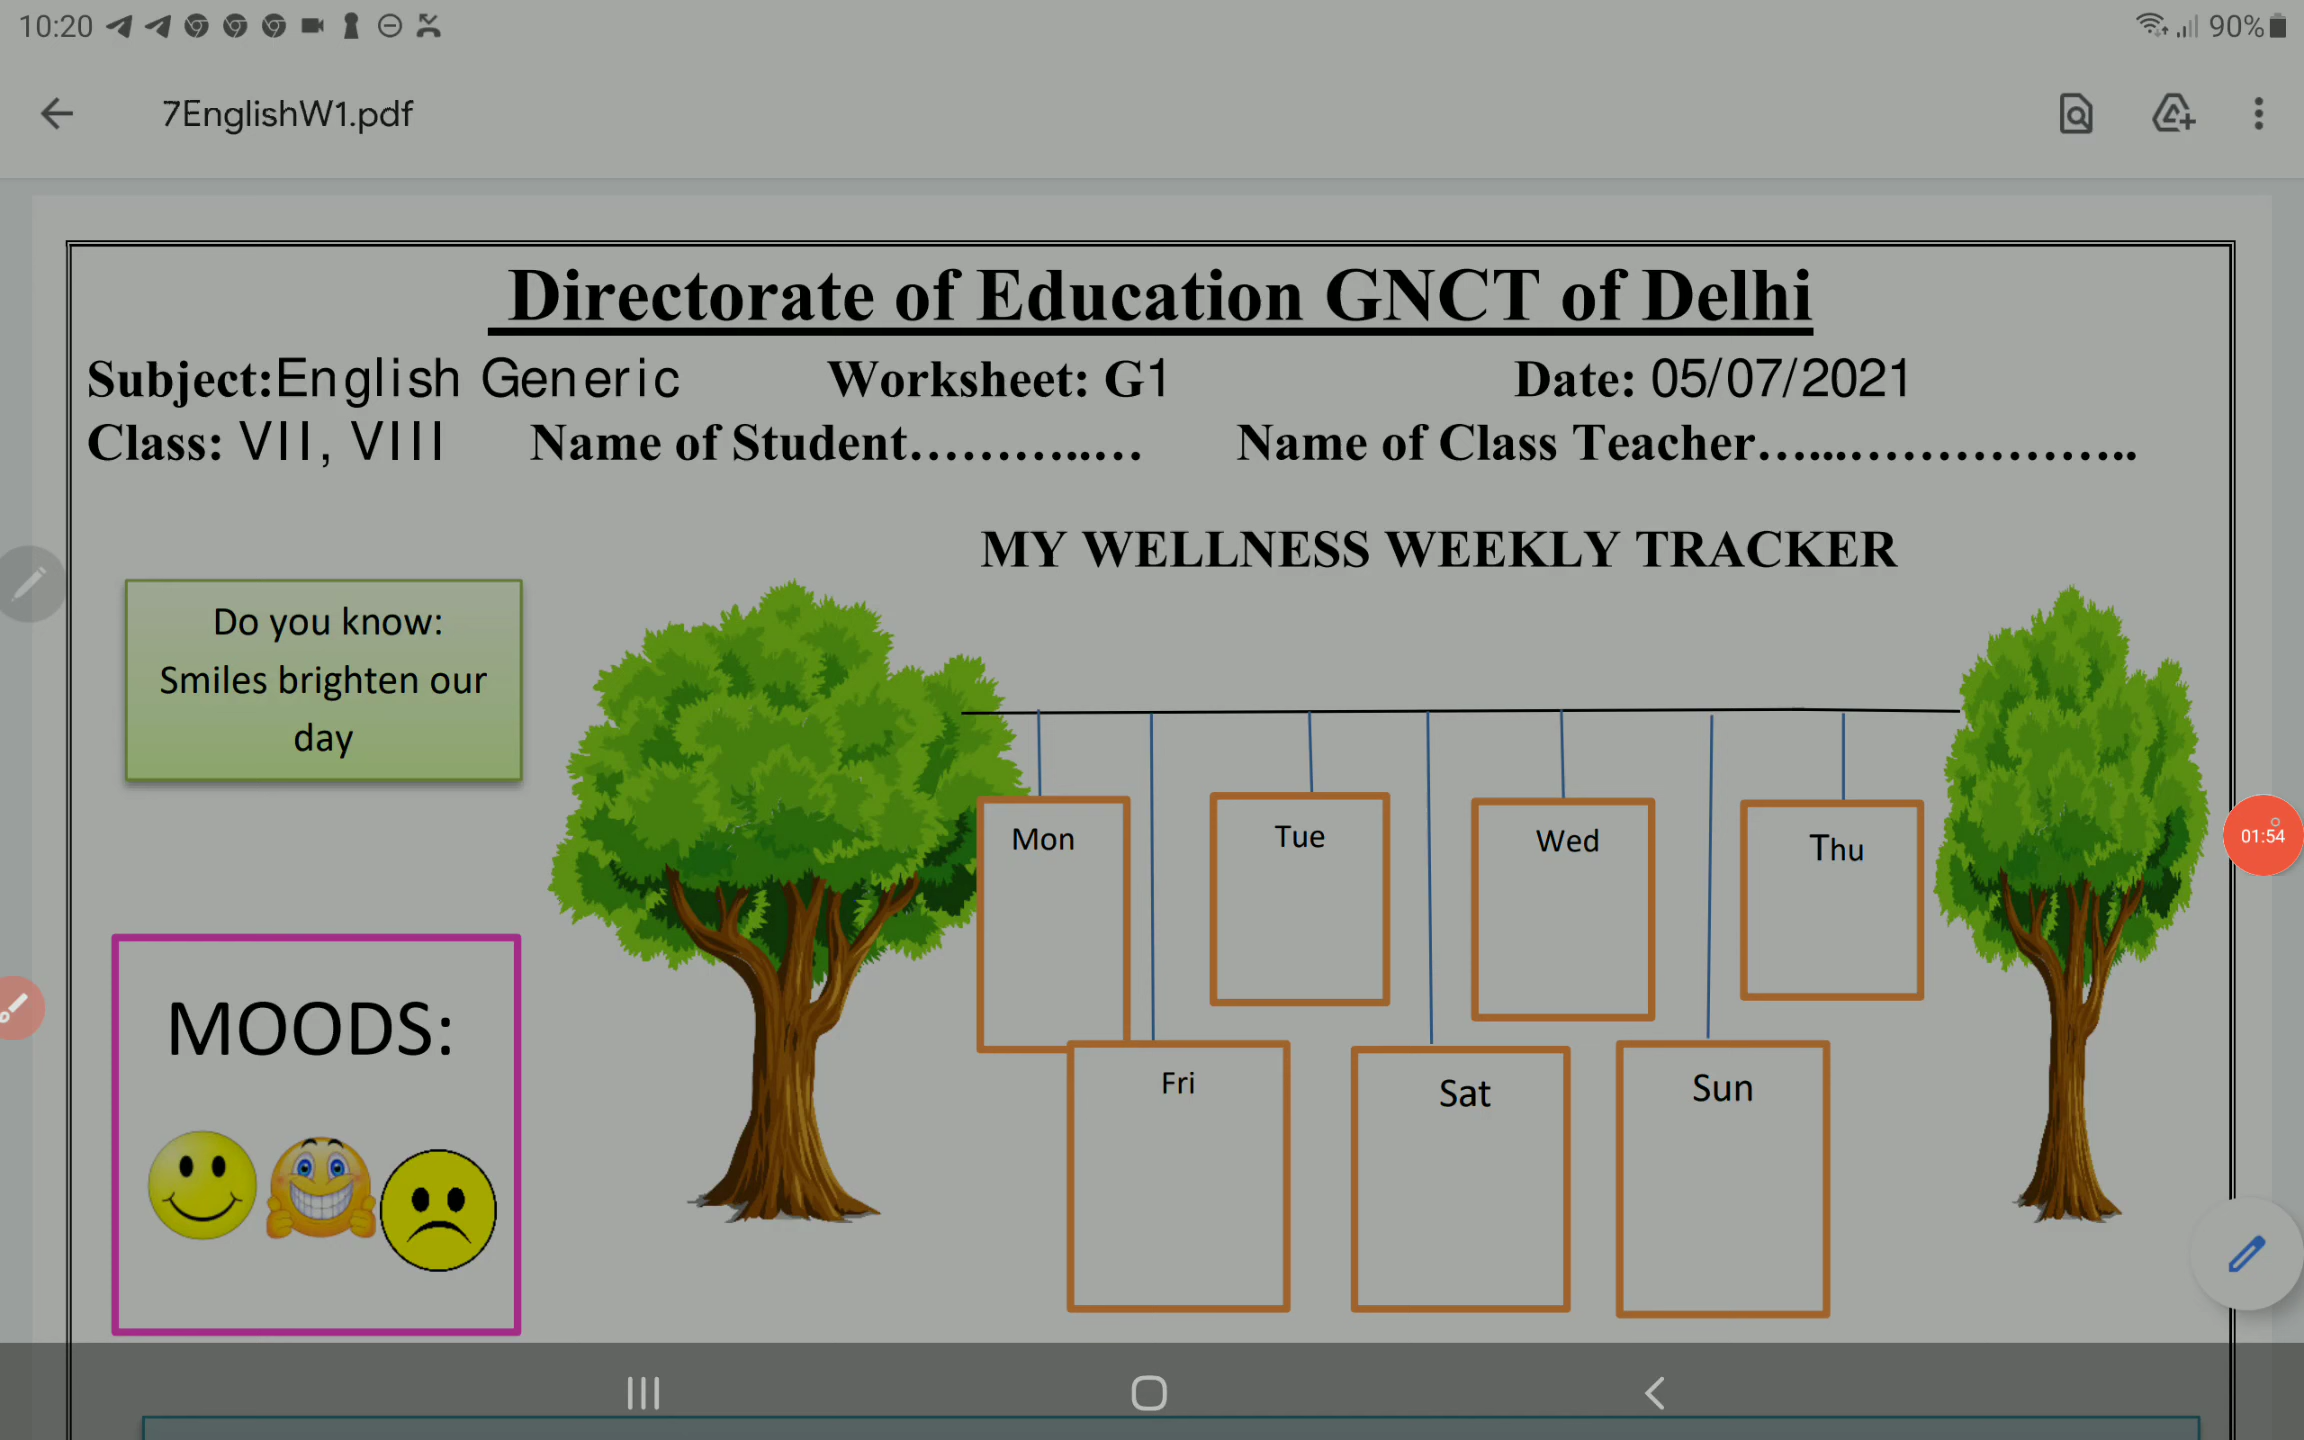 10:20
90%
7EnglishW1.pdf
Directorate of Education GNCT of Delhi
Subject:English Generic Worksheet: G1 Date: 05/07/2021
Class: VII, VIII Name of Student………..… Name of Class Teacher…...……………...
MY WELLNESS WEEKLY TRACKER
Do you know:
Smiles brighten our
day
Mon
Tue
Wed
Thu
01:54
MOODS:
Fri
Sat
Sun